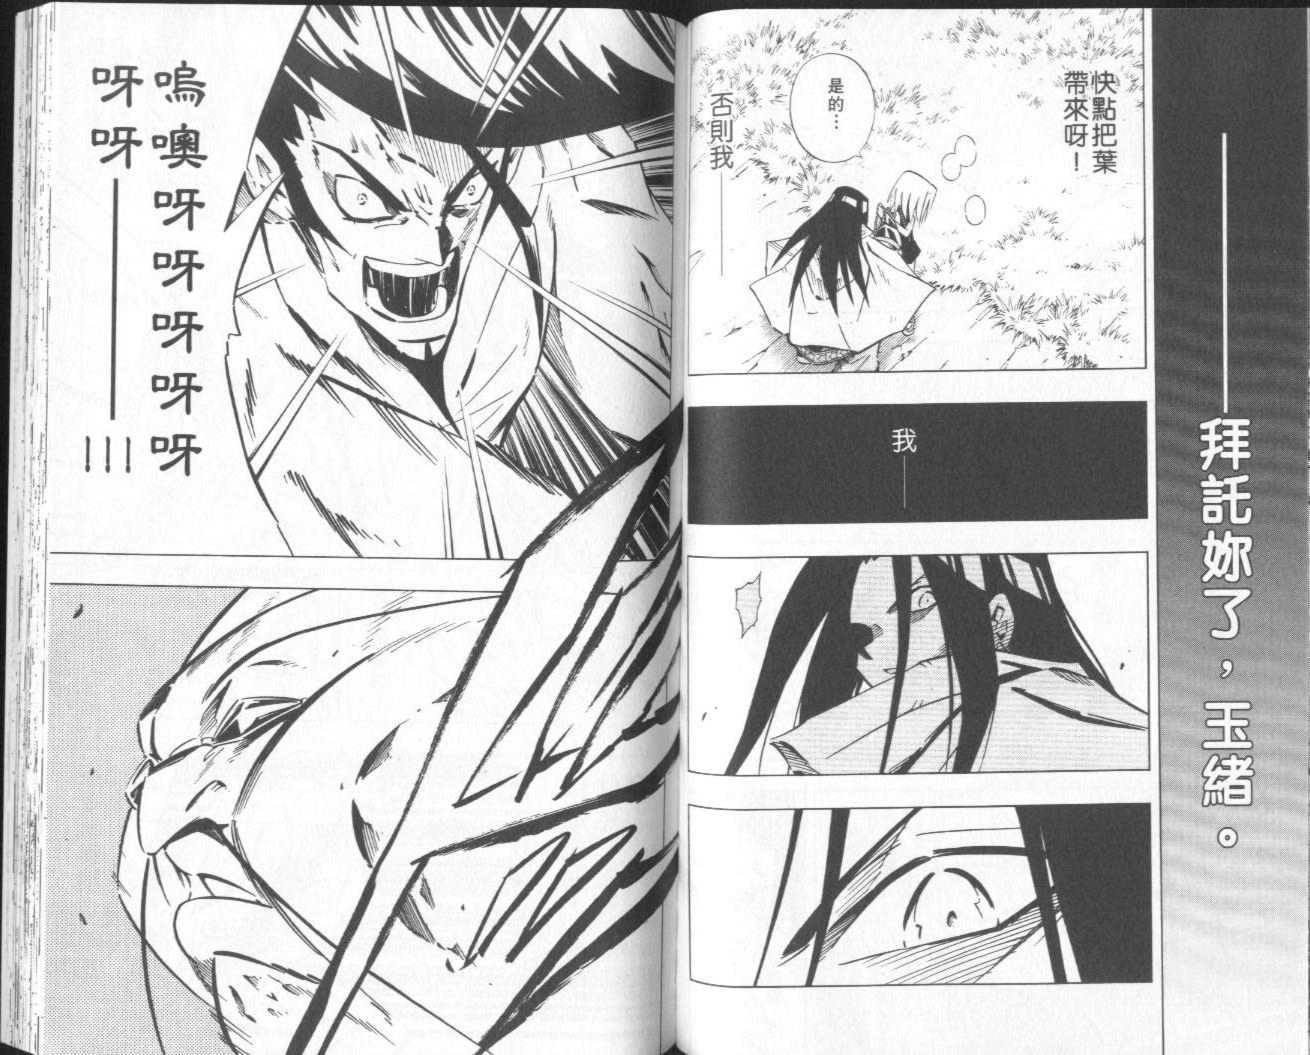 ——拜託妳了，玉緒。
快點把葉
帶來呀！
是的…
否則我——
我——
嗚噢呀呀呀呀呀
呀呀——!!!